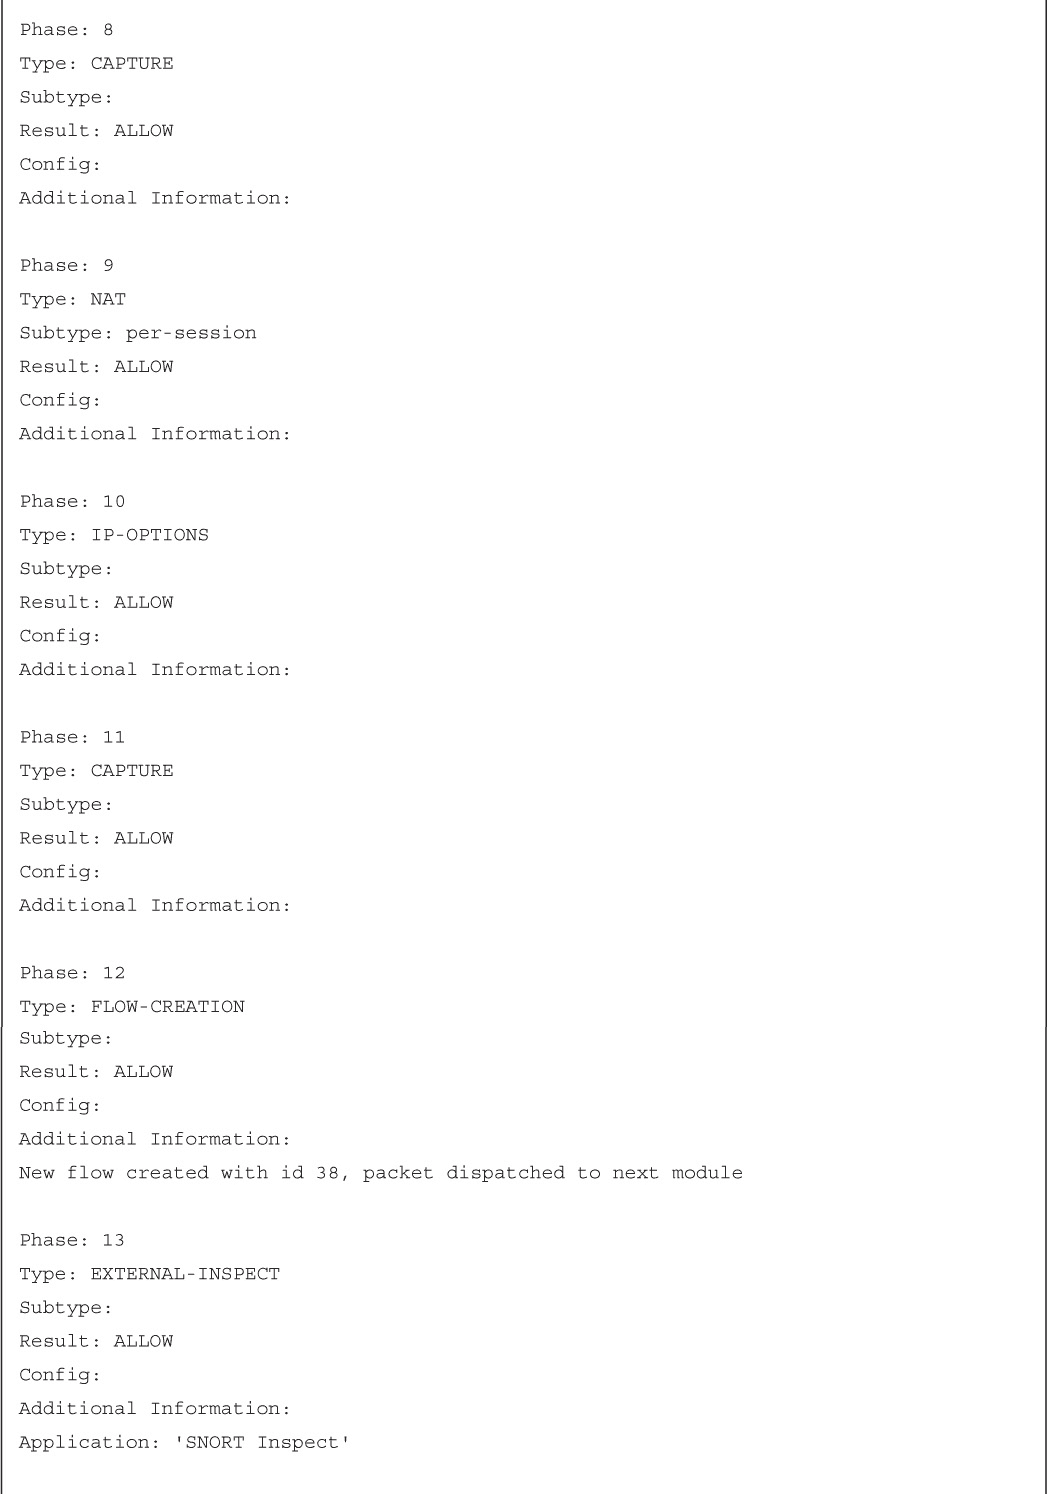 Phase: 8
Type: CAPTURE
Subtype:
Result: ALLOW
Config:
Additional Information:
Phase: 9
Type: NAT
Subtype: per-session
Result: ALLOW
Config:
Additional Information:
Phase: 10
Type: IP-OPTIONS
Subtype:
Result: ALLOW
Config:
Additional Information:
Phase: 11
Type: CAPTURE
Subtype:
Result: ALLOW
Config:
Additional Information:
Phase: 12
Type: FLOW-CREATION
Subtype:
Result: ALLOW
Config:
Additional Information:
New flow created with id 38, packet dispatched to next module
Phase: 13
Type: EXTERNAL-INSPECT
Subtype:
Result: ALLOW
Config:
Additional Information:
Application: 'SNORT Inspect'